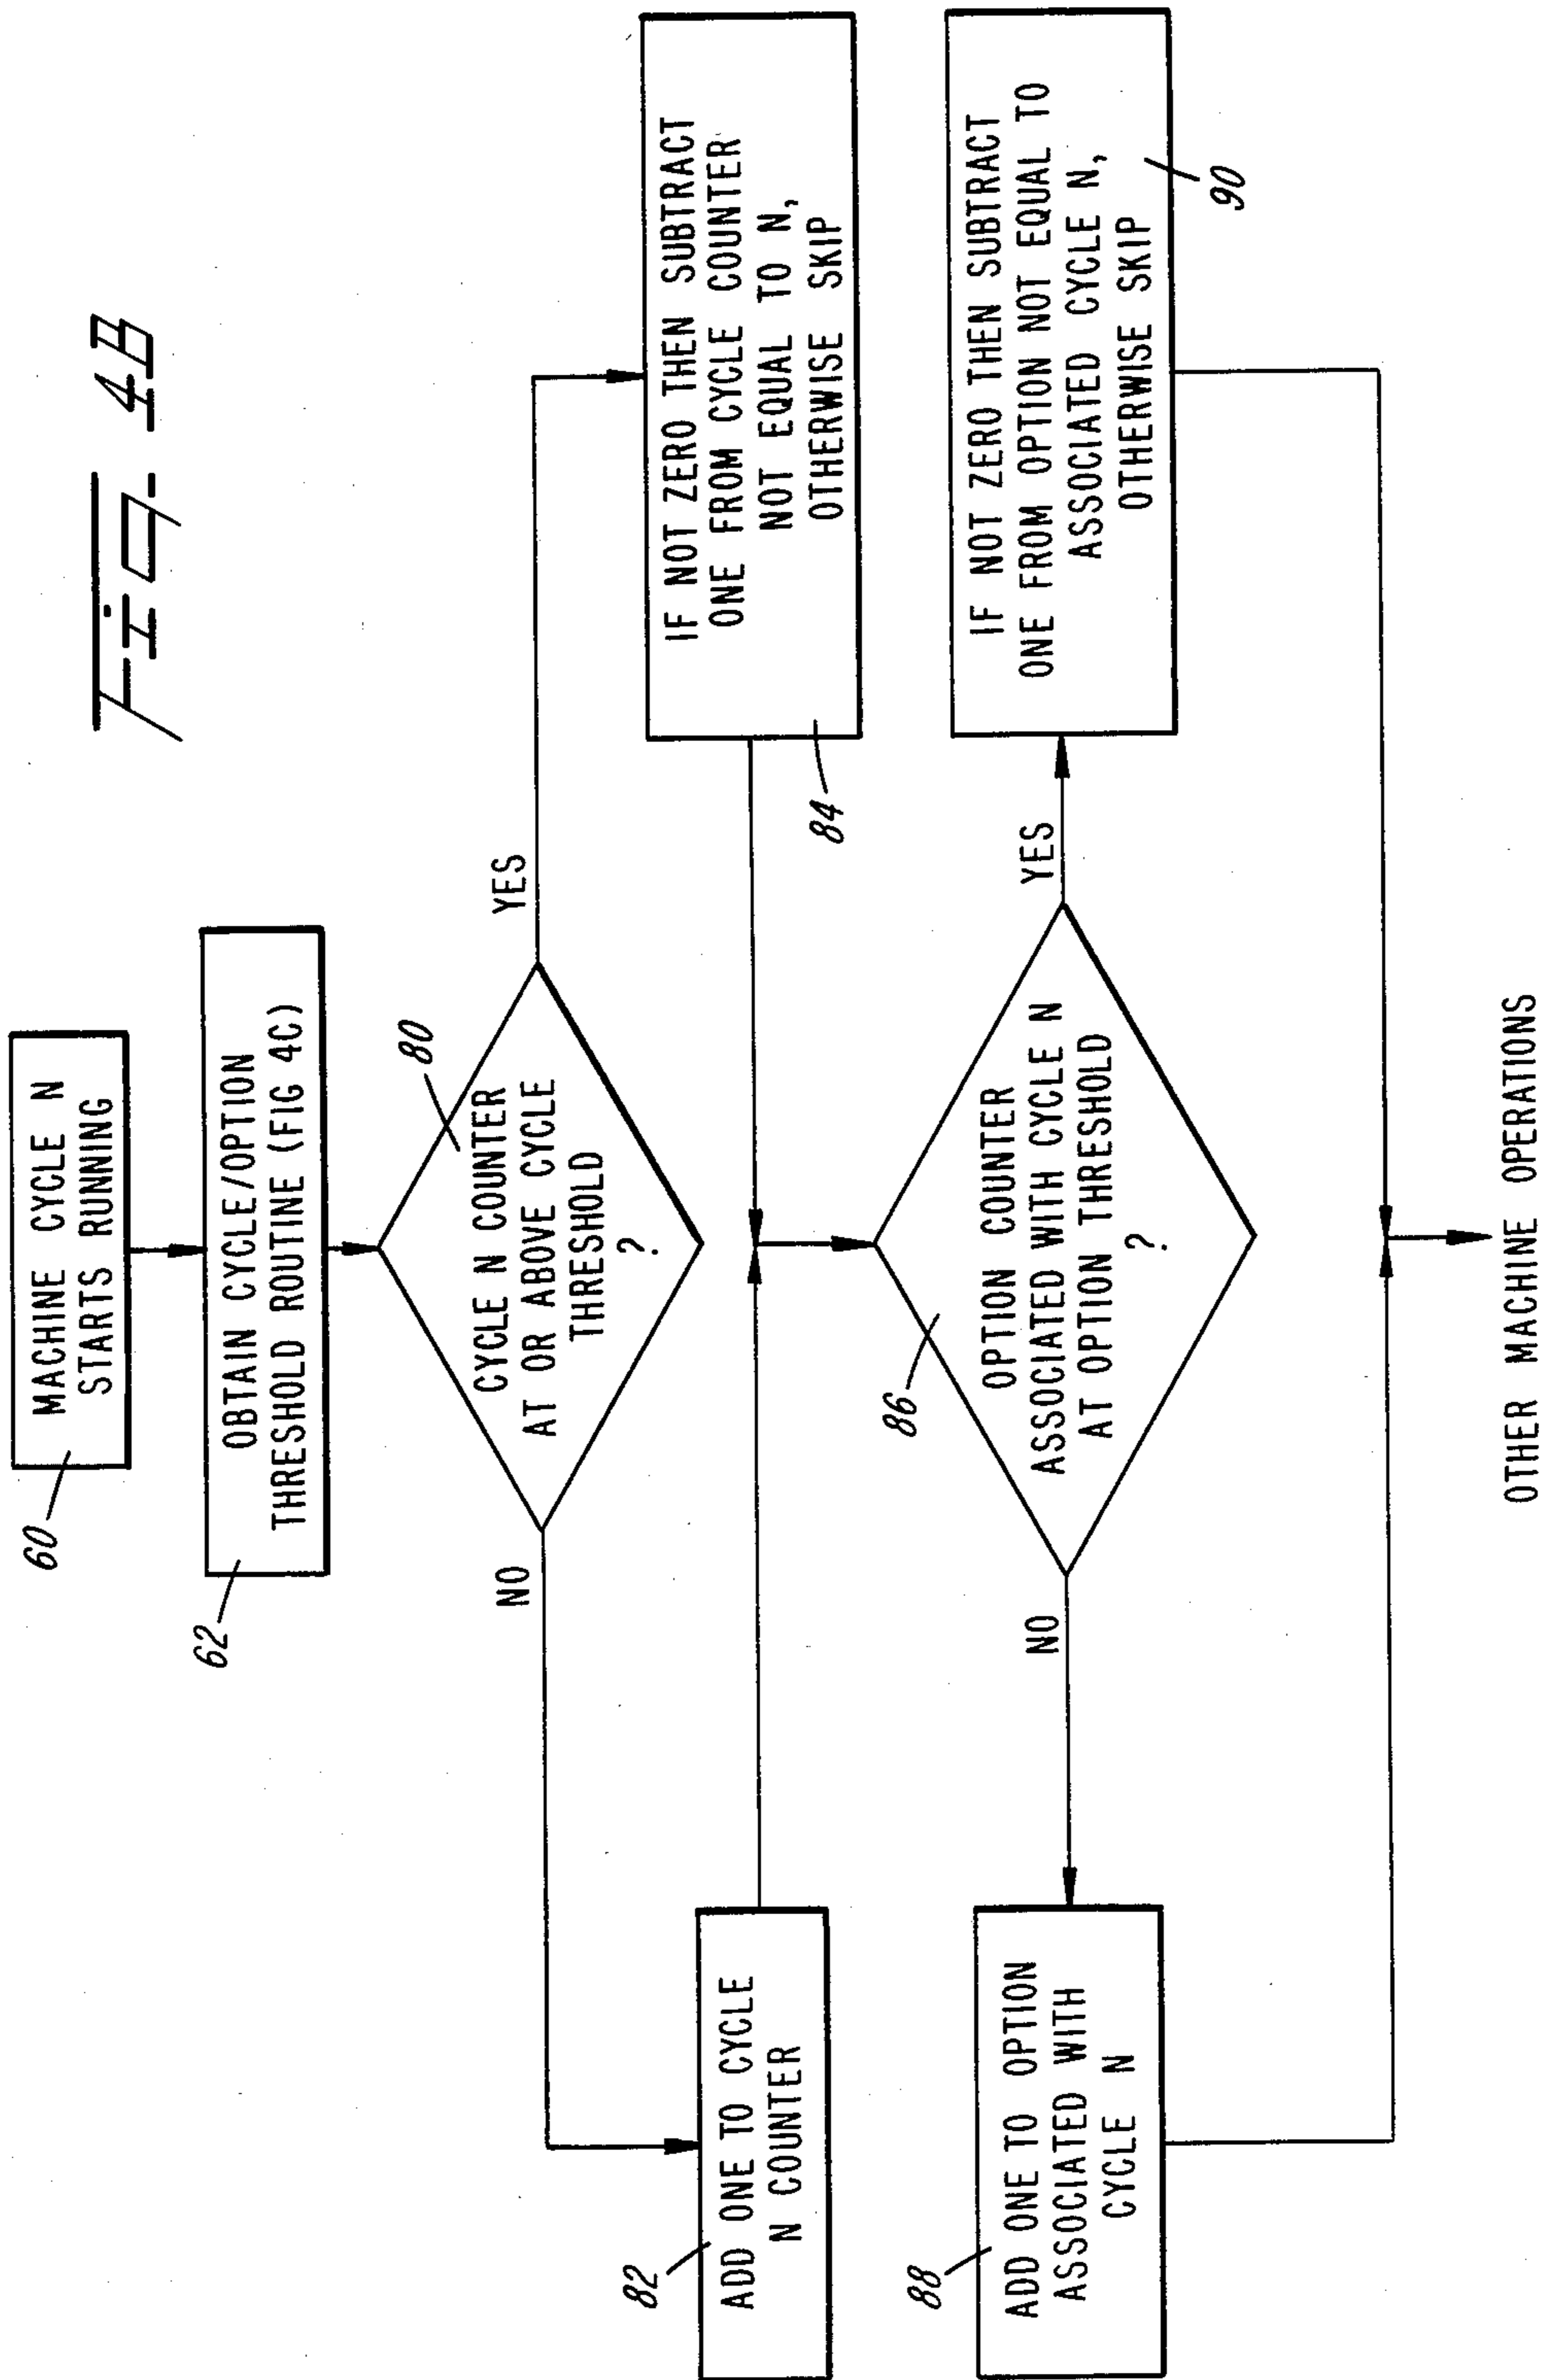 Fig. 4B
60
MACHINE CYCLE N
STARTS RUNNING
62
OBTAIN CYCLE/OPTION
THRESHOLD ROUTINE (FIG 4C)
80
CYCLE N COUNTER
AT OR ABOVE CYCLE
THRESHOLD
?
NO
YES
82
ADD ONE TO CYCLE
N COUNTER
84
IF NOT ZERO THEN SUBTRACT
ONE FROM CYCLE COUNTER
NOT EQUAL TO N,
OTHERWISE SKIP
86
OPTION COUNTER
ASSOCIATED WITH CYCLE N
AT OPTION THRESHOLD
?
NO
YES
88
ADD ONE TO OPTION
ASSOCIATED WITH
CYCLE N
90
IF NOT ZERO THEN SUBTRACT
ONE FROM OPTION NOT EQUAL TO
ASSOCIATED CYCLE N,
OTHERWISE SKIP
OTHER MACHINE OPERATIONS